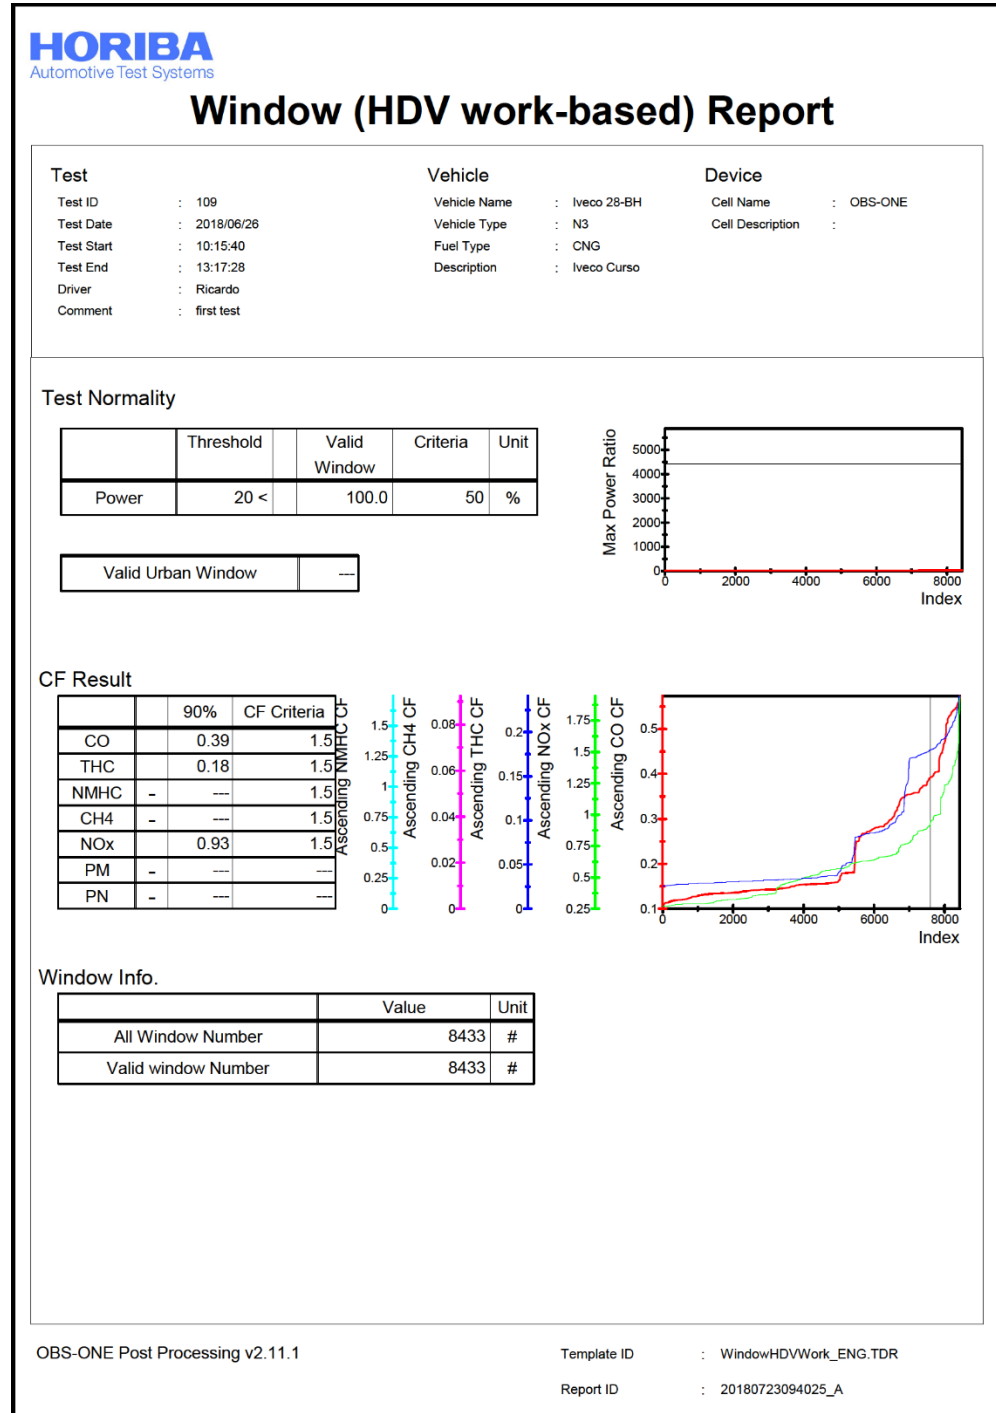 HORIBA
Automotive Test Systems
Window (HDV work-based) Report
Test
Test ID : 109
Test Date : 2018/06/26
Test Start : 10:15:40
Test End : 13:17:28
Driver : Ricardo
Comment : first test
Vehicle
Vehicle Name : Iveco 28-BH
Vehicle Type : N3
Fuel Type : CNG
Description : Iveco Curso
Device
Cell Name : OBS-ONE
Cell Description :
Test Normality
Threshold Valid Window Criteria Unit
Power 20 < 100.0 50 %
Valid Urban Window ---
Max Power Ratio
5000
4000
3000
2000
1000
0
0 2000 4000 6000 8000
Index
CF Result
90% CF Criteria
CO 0.39 1.5
THC 0.18 1.5
NMHC - --- 1.5
CH4 - --- 1.5
NOx 0.93 1.5
PM - --- ---
PN - --- ---
Ascending NMHC CF
1.5
1.25
1
0.75
0.5
0.25
0
Ascending CH4 CF
0.08
0.06
0.04
0.02
0
Ascending THC CF
0.2
0.15
0.1
0.05
0
Ascending NOx CF
1.75
1.5
1.25
1
0.75
0.5
0.25
Ascending CO CF
0.5
0.4
0.3
0.2
0.1
0 2000 4000 6000 8000
Index
Window Info.
Value Unit
All Window Number 8433 #
Valid window Number 8433 #
OBS-ONE Post Processing v2.11.1
Template ID : WindowHDVWork_ENG.TDR
Report ID : 20180723094025_A